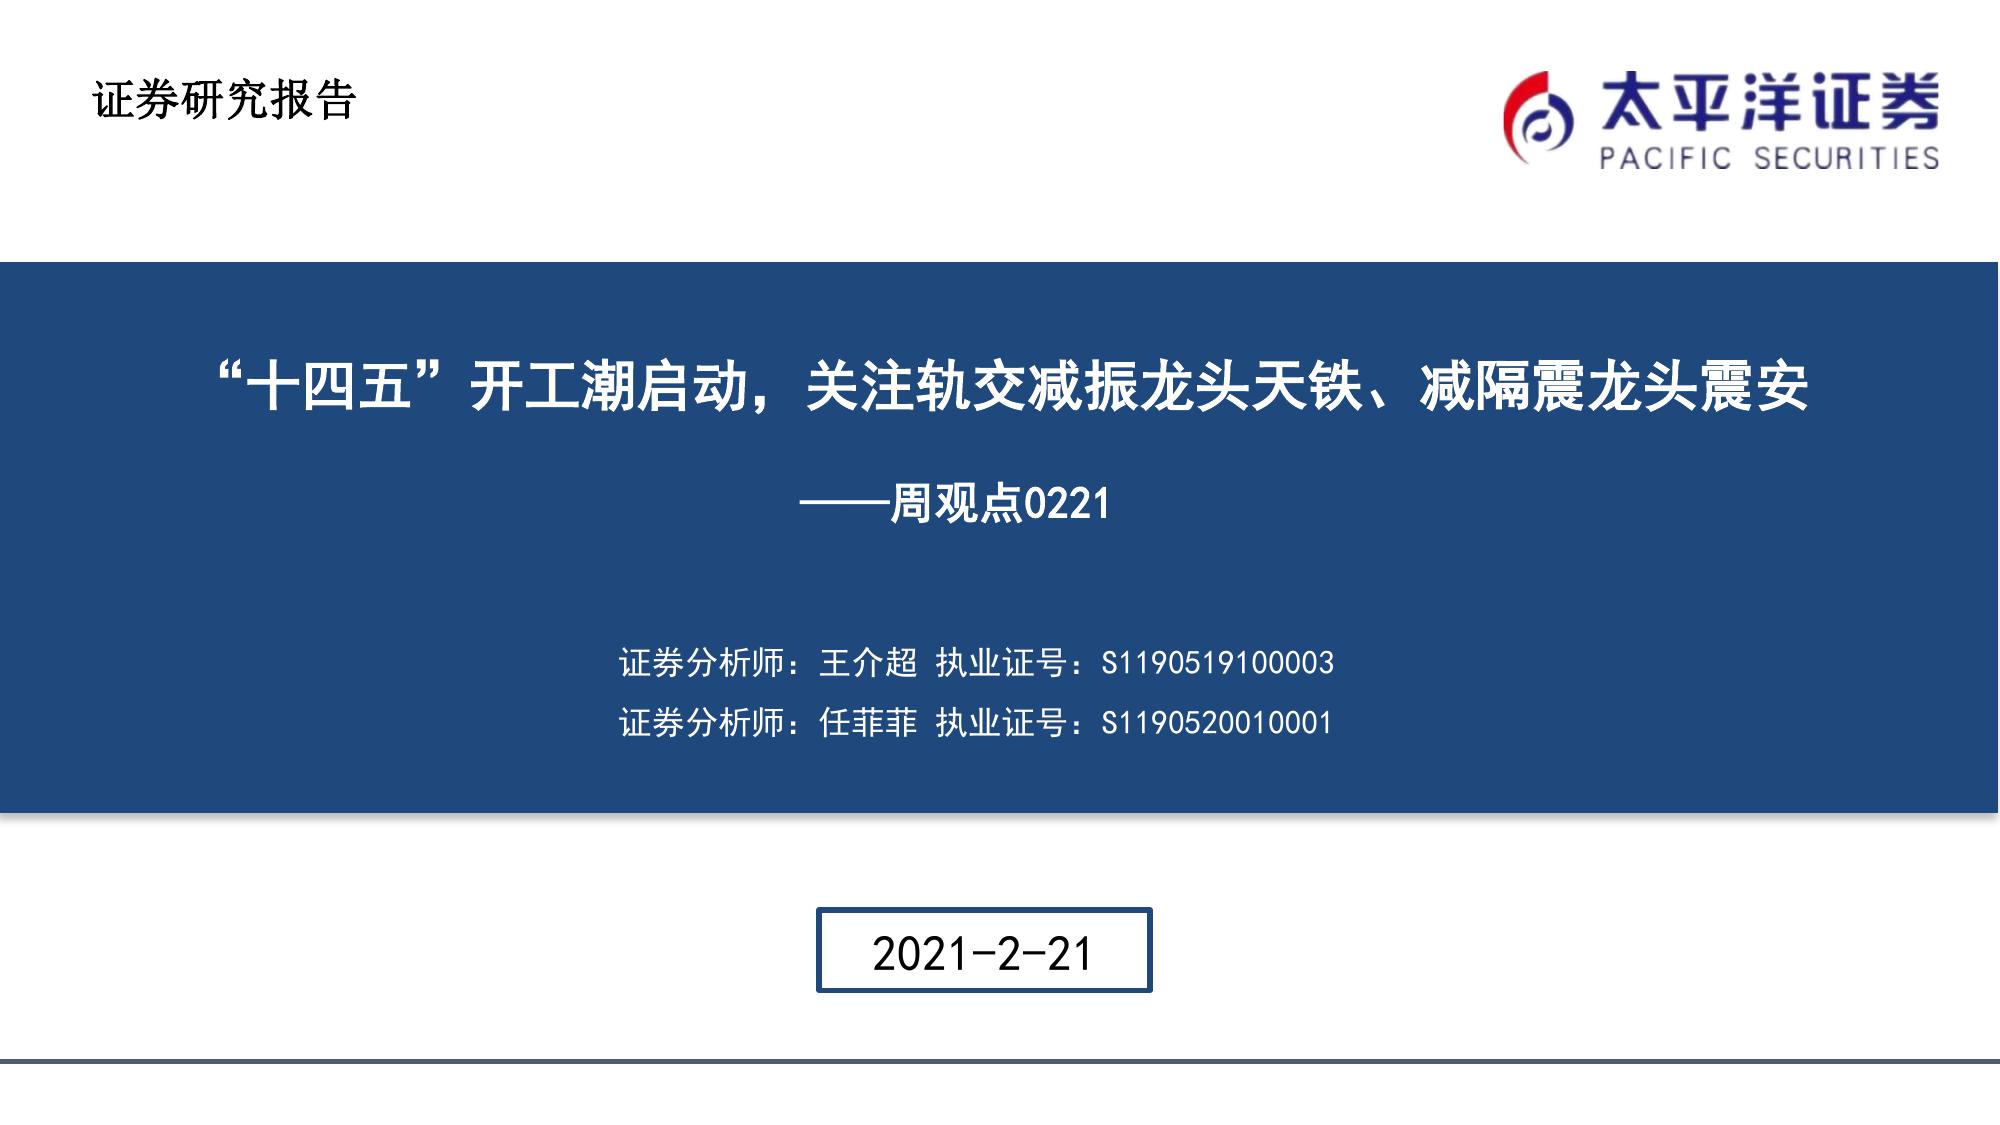 证券研究报告
太平洋证券
PACIFIC SECURITIES
“十四五”开工潮启动，关注轨交减振龙头天铁、减隔震龙头震安
——周观点0221
证券分析师：王介超 执业证号：S1190519100003
证券分析师：任菲菲 执业证号：S1190520010001
2021-2-21